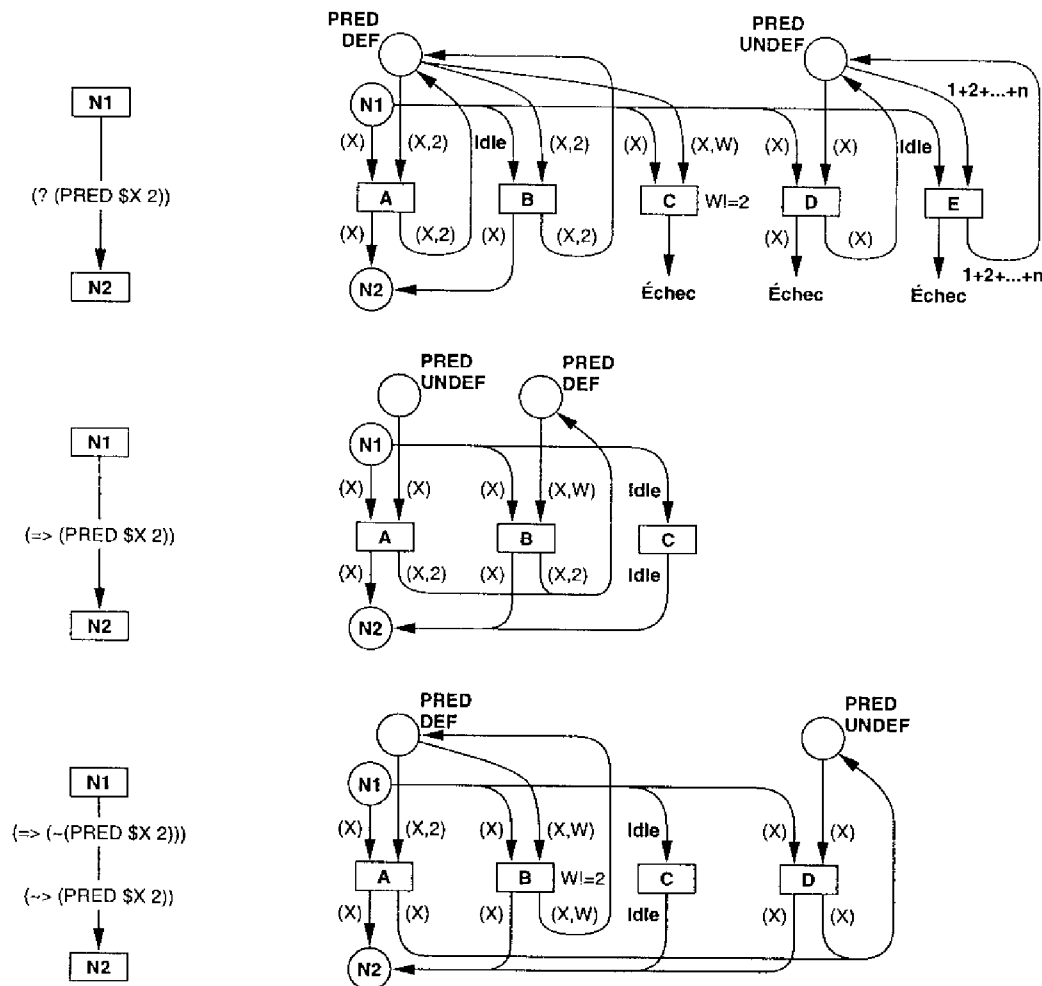 PRED
DEF
PRED
UNDEF
N1
N1
1+2+...+n
(X)
(X,2)
Idle
(X,2)
(X)
(X,W)
(X)
(X)
Idle
(? (PRED $X 2))
A
B
C
W!=2
D
E
(X)
(X,2)
(X)
(X,2)
(X)
(X)
N2
N2
Échec
Échec
Échec
1+2+...+n
PRED
UNDEF
PRED
DEF
N1
N1
(X)
(X)
(X)
(X,W)
Idle
(=> (PRED $X 2))
A
B
C
(X)
(X,2)
(X)
(X,2)
Idle
N2
N2
PRED
DEF
PRED
UNDEF
N1
N1
(=> (~(PRED $X 2)))
(X)
(X,2)
(X)
(X,W)
Idle
(X)
(X)
A
B
W!=2
C
D
(~> (PRED $X 2))
(X)
(X)
(X)
(X,W)
Idle
(X)
(X)
N2
N2